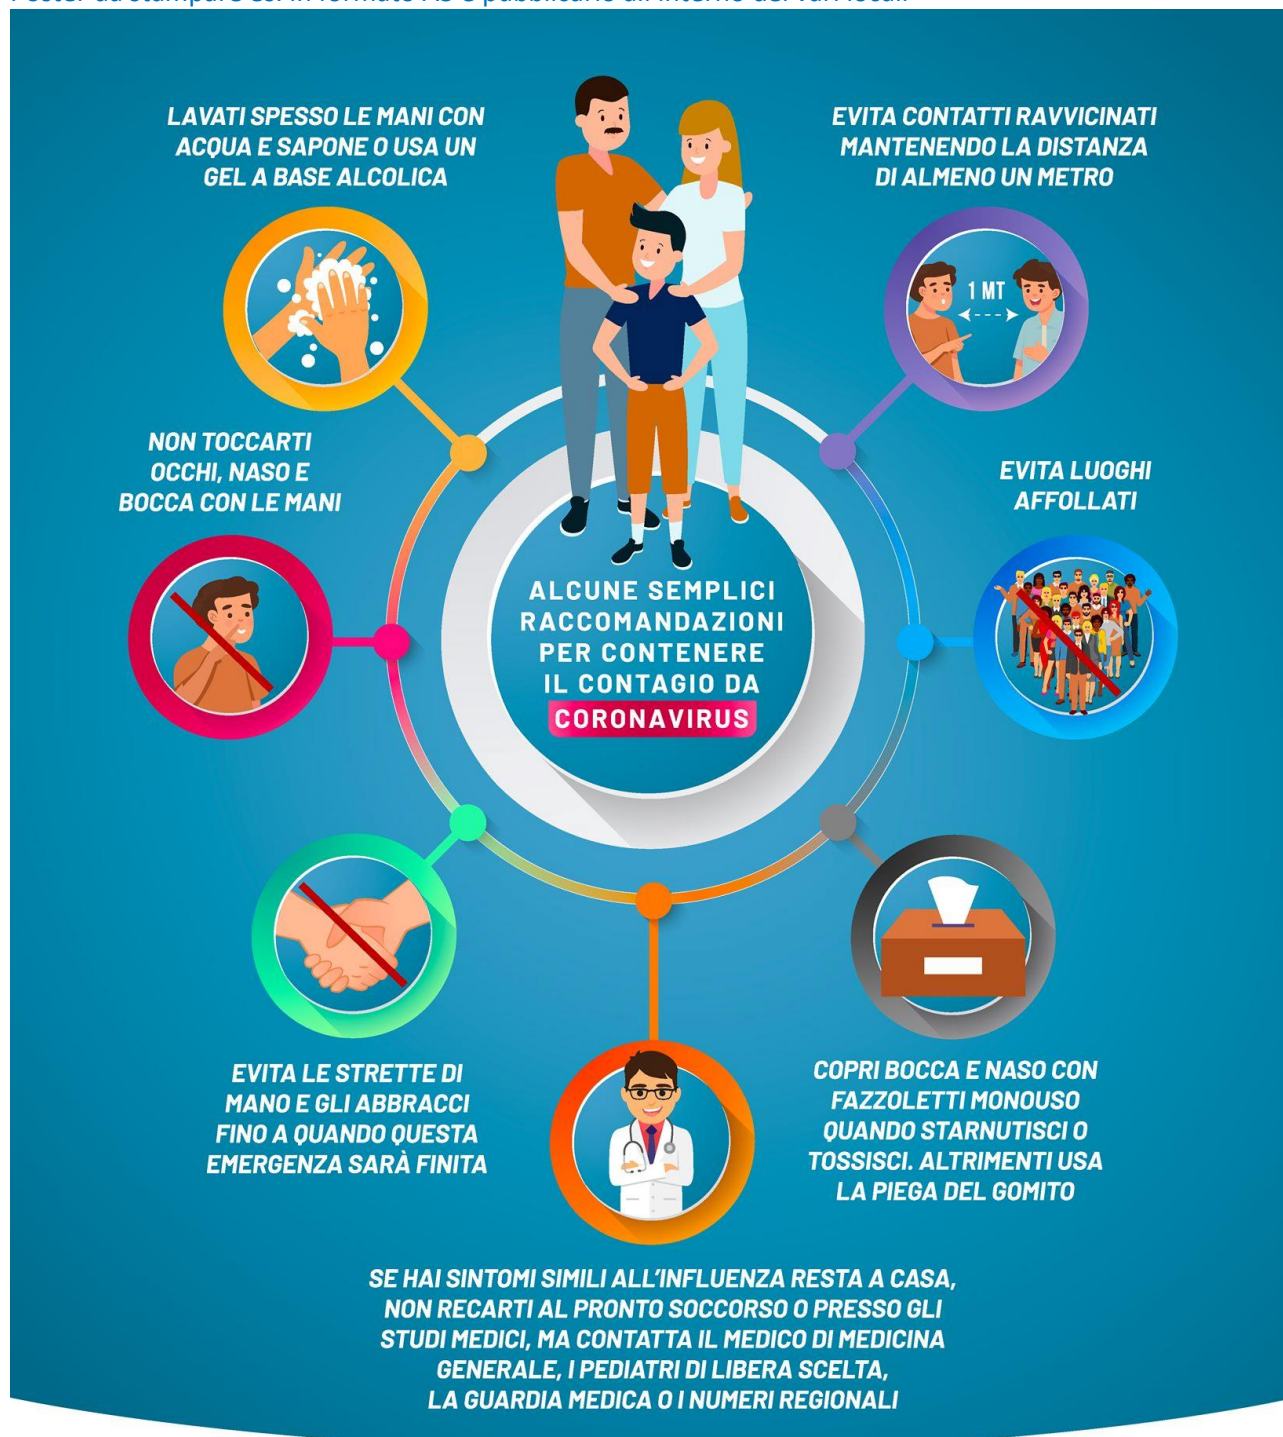 LAVATI SPESSO LE MANI CON
ACQUA E SAPONE O USA UN
GEL A BASE ALCOLICA
EVITA CONTATTI RAVVICINATI
MANTENENDO LA DISTANZA
DI ALMENO UN METRO
1 MT
NON TOCCARTI
OCCHI, NASO E
BOCCA CON LE MANI
EVITA LUOGHI
AFFOLLATI
ALCUNE SEMPLICI
RACCOMANDAZIONI
PER CONTENERE
IL CONTAGIO DA
CORONAVIRUS
EVITA LE STRETTE DI
MANO E GLI ABBRACCI
FINO A QUANDO QUESTA
EMERGENZA SARÀ FINITA
COPRI BOCCA E NASO CON
FAZZOLETTI MONOUSO
QUANDO STARNUTISCI O
TOSSISCI. ALTRIMENTI USA
LA PIEGA DEL GOMITO
SE HAI SINTOMI SIMILI ALL'INFLUENZA RESTA A CASA,
NON RECARTI AL PRONTO SOCCORSO O PRESSO GLI
STUDI MEDICI, MA CONTATTA IL MEDICO DI MEDICINA
GENERALE, I PEDIATRI DI LIBERA SCELTA,
LA GUARDIA MEDICA O I NUMERI REGIONALI